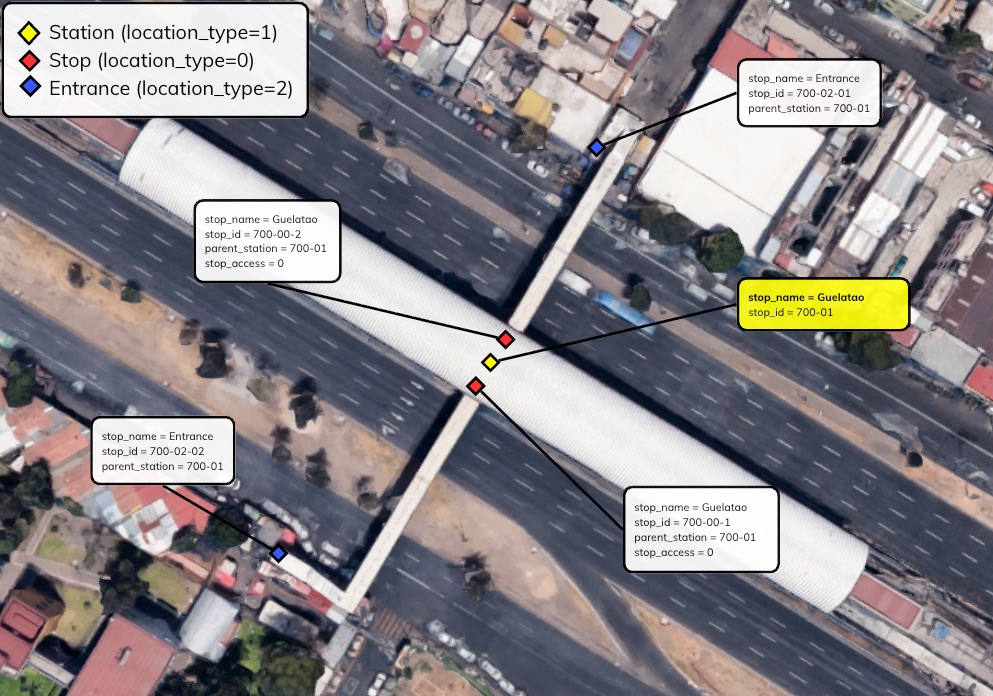 Station (location_type=1)
Stop (location_type=0)
Entrance (location_type=2)
stop_name = Entrance
stop_id = 700-02-01
parent_station = 700-01
stop_name = Guelatao
stop_id = 700-00-2
parent_station = 700-01
stop_access = 0
stop_name = Guelatao
stop_id = 700-01
stop_name = Entrance
stop_id = 700-02-02
parent_station = 700-01
stop_name = Guelatao
stop_id = 700-00-1
parent_station = 700-01
stop_access = 0